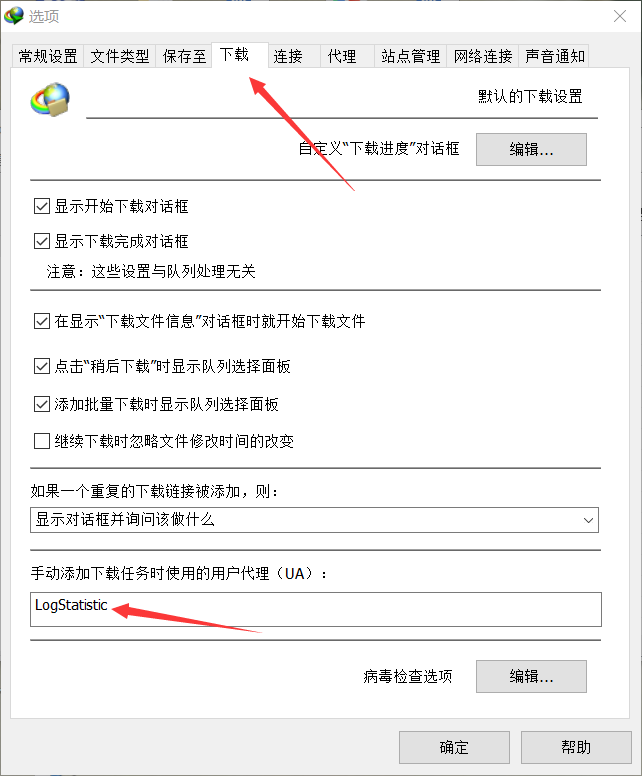 选项
常规设置 文件类型 保存至 下载 连接 代理 站点管理 网络连接 声音通知
默认的下载设置
自定义“下载进度”对话框 编辑...
显示开始下载对话框
显示下载完成对话框
注意：这些设置与队列处理无关
在显示“下载文件信息”对话框时就开始下载文件
点击“稍后下载”时显示队列选择面板
添加批量下载时显示队列选择面板
继续下载时忽略文件修改时间的改变
如果一个重复的下载链接被添加，则：
显示对话框并询问该做什么
手动添加下载任务时使用的用户代理（UA）：
LogStatistic
病毒检查选项 编辑...
确定 帮助